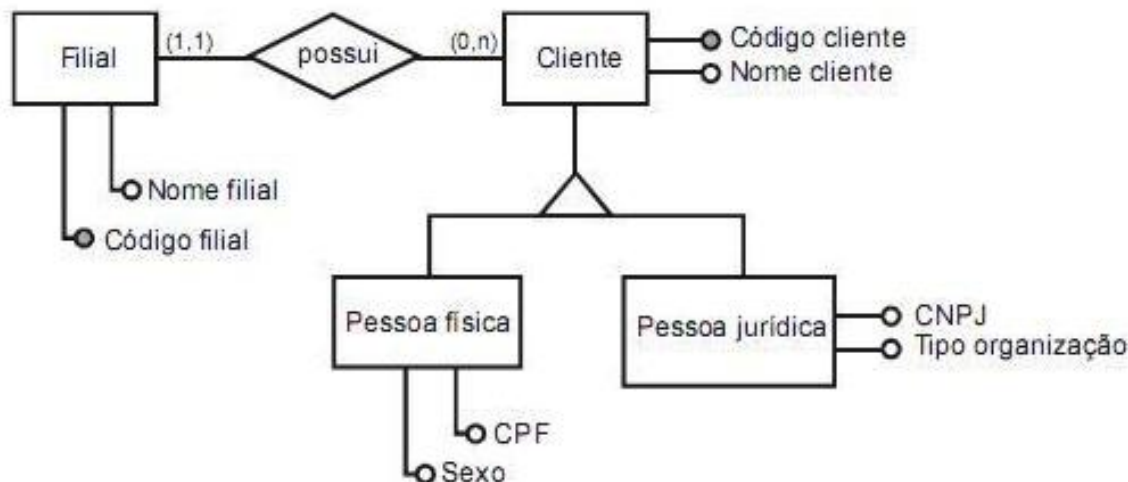 Filial
(1,1)
possui
(0,n)
Cliente
Código cliente
Nome cliente
Nome filial
Código filial
Pessoa física
Pessoa jurídica
CNPJ
Tipo organização
CPF
Sexo